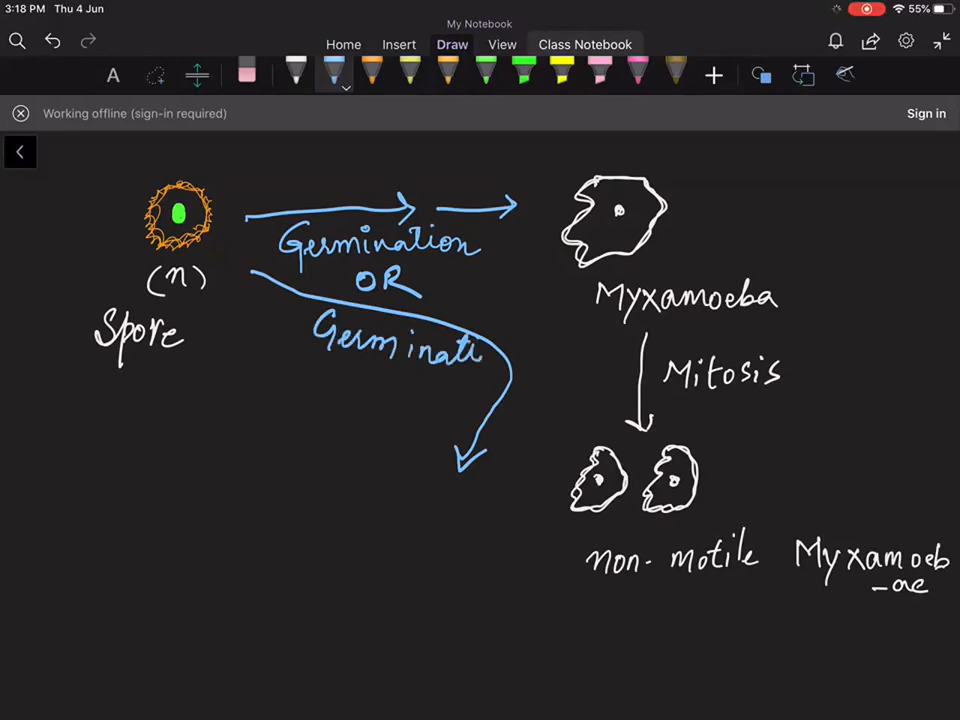 3:18 PM Thu 4 Jun
55%
My Notebook
Home Insert Draw View Class Notebook
A
Working offline (sign-in required)
Sign in
Germination
OR
Germinati
(n)
Spore
Myxamoeba
Mitosis
non-motile Myxamoeb
-ae